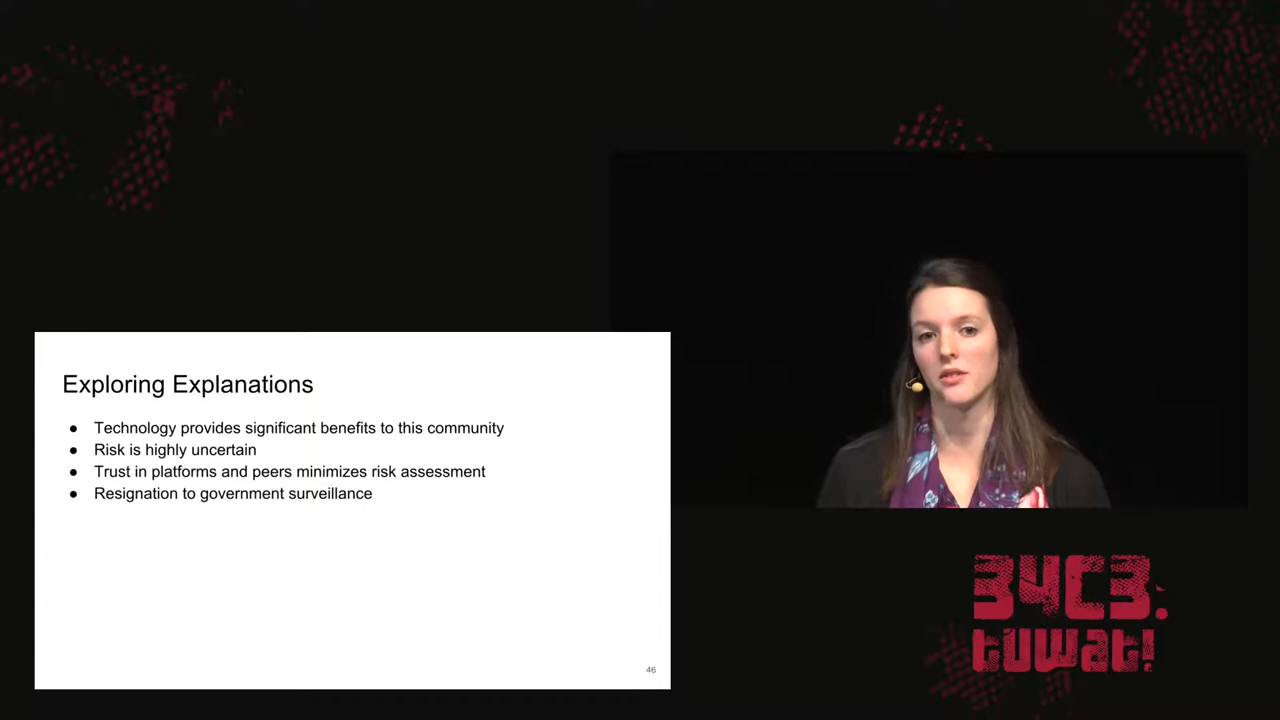 Exploring Explanations
● Technology provides significant benefits to this community
● Risk is highly uncertain
● Trust in platforms and peers minimizes risk assessment
● Resignation to government surveillance
46
34C3.
tuwat!